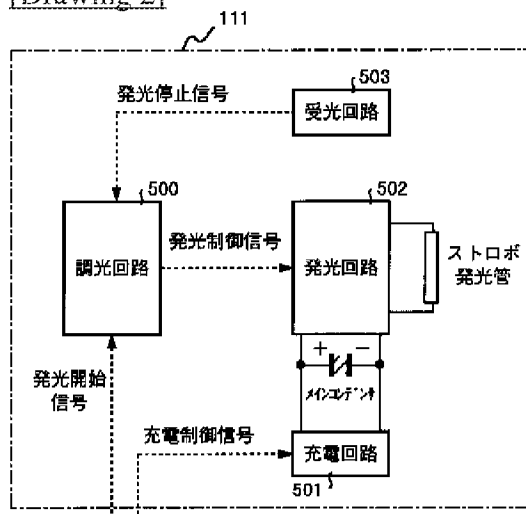 [Drawing 2]
111
503
発光停止信号
受光回路
500
502
発光制御信号
調光回路
発光回路
ストロボ
発光管
+ −
発光開始
信号
メインコンデンサ
充電制御信号
充電回路
501